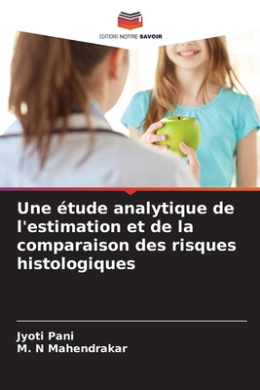 EDITIONS NOTRE SAVOIR
Une étude analytique de
l'estimation et de la
comparaison des risques
histologiques
Jyoti Pani
M. N Mahendrakar